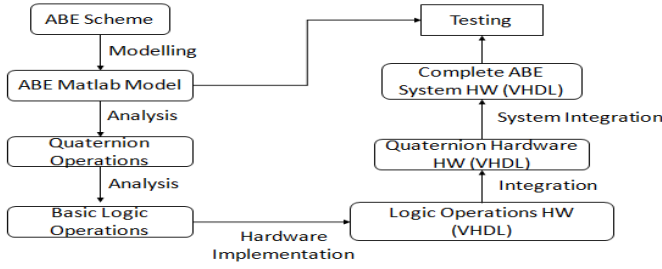 ABE Scheme
Modelling
ABE Matlab Model
Analysis
Quaternion
Operations
Analysis
Basic Logic
Operations
Hardware
Implementation
Logic Operations HW
(VHDL)
Integration
Quaternion Hardware
HW (VHDL)
System Integration
Complete ABE
System HW (VHDL)
Testing